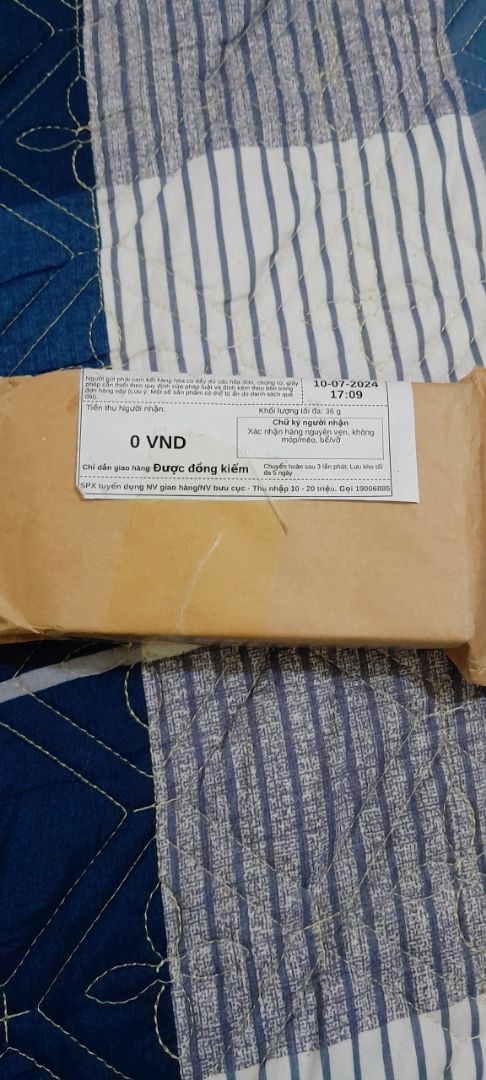 Người gửi phải cam kết hàng hóa có đầy đủ các hóa đơn, chứng từ, giấy
phép cần thiết theo quy định của pháp luật và đính kèm theo bên trong
đơn hàng này (Lưu ý: Một số sản phẩm có thể bị ẩn do danh sách quá
dài).
10-07-2024
17:09
Tiền thu Người nhận:
0 VND
Khối lượng tối đa: 36 g
Chữ ký người nhận
Xác nhận hàng nguyên vẹn, không
móp/méo, bể/vỡ
Chỉ dẫn giao hàng Được đồng kiểm
Chuyển hoàn sau 3 lần phát; Lưu kho tối
đa 5 ngày
SPX tuyển dụng NV giao hàng/NV bưu cục - Thu nhập 10 - 20 triệu. Gọi 19006885